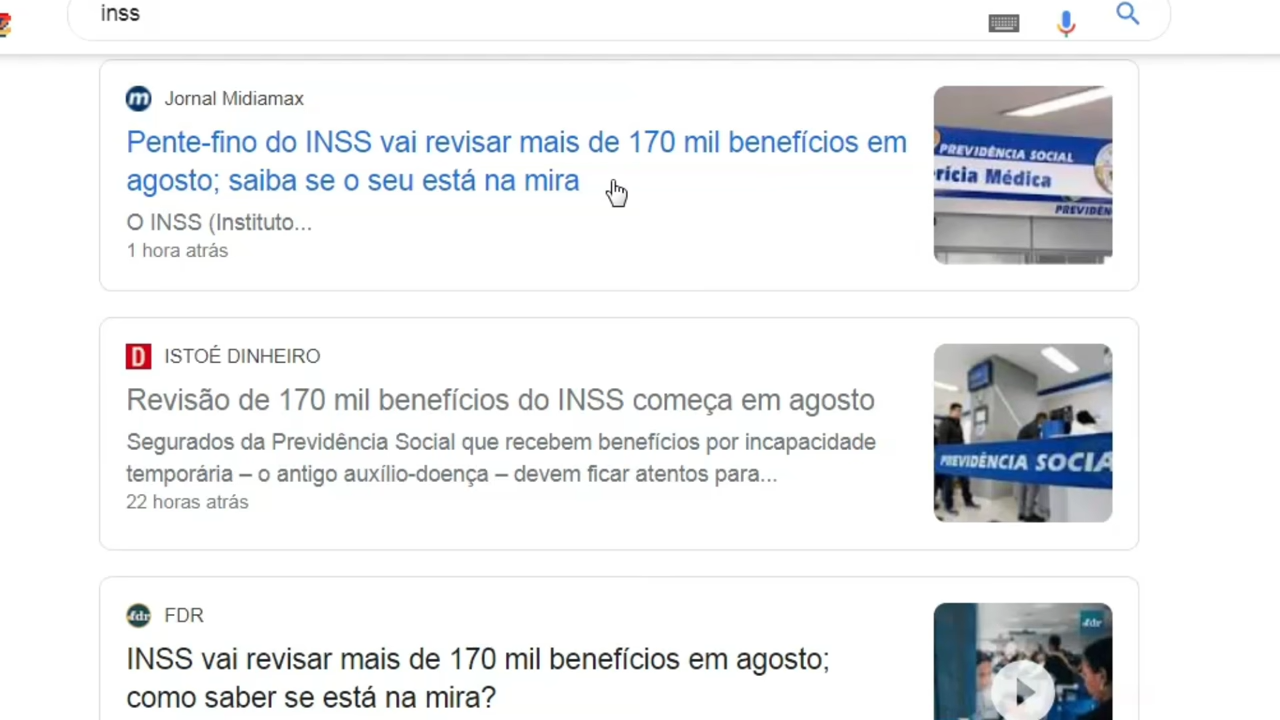 inss
Jornal Midiamax
Pente-fino do INSS vai revisar mais de 170 mil benefícios em
agosto; saiba se o seu está na mira
O INSS (Instituto...
1 hora atrás
PREVIDÊNCIA SOCIAL
rícia Médica
PREVIDÊN
ISTOÉ DINHEIRO
Revisão de 170 mil benefícios do INSS começa em agosto
Segurados da Previdência Social que recebem benefícios por incapacidade
temporária – o antigo auxílio-doença – devem ficar atentos para...
22 horas atrás
PREVIDÊNCIA SOCIA
FDR
fdr
INSS vai revisar mais de 170 mil benefícios em agosto;
como saber se está na mira?